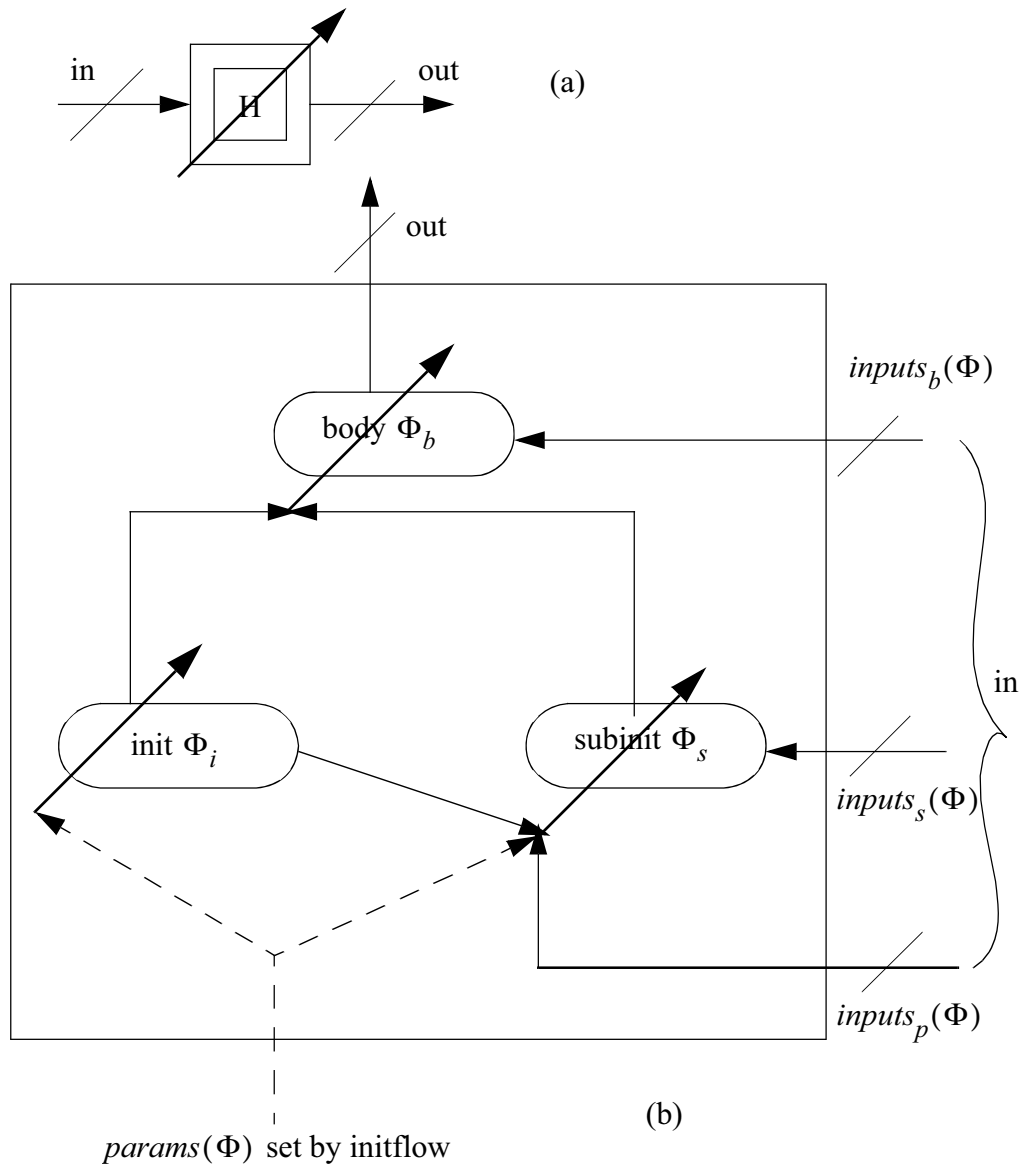 in
out
(a)
H
out
inputs_b(Φ)
body Φ_b
in
init Φ_i
subinit Φ_s
inputs_s(Φ)
inputs_p(Φ)
(b)
params(Φ) set by initflow